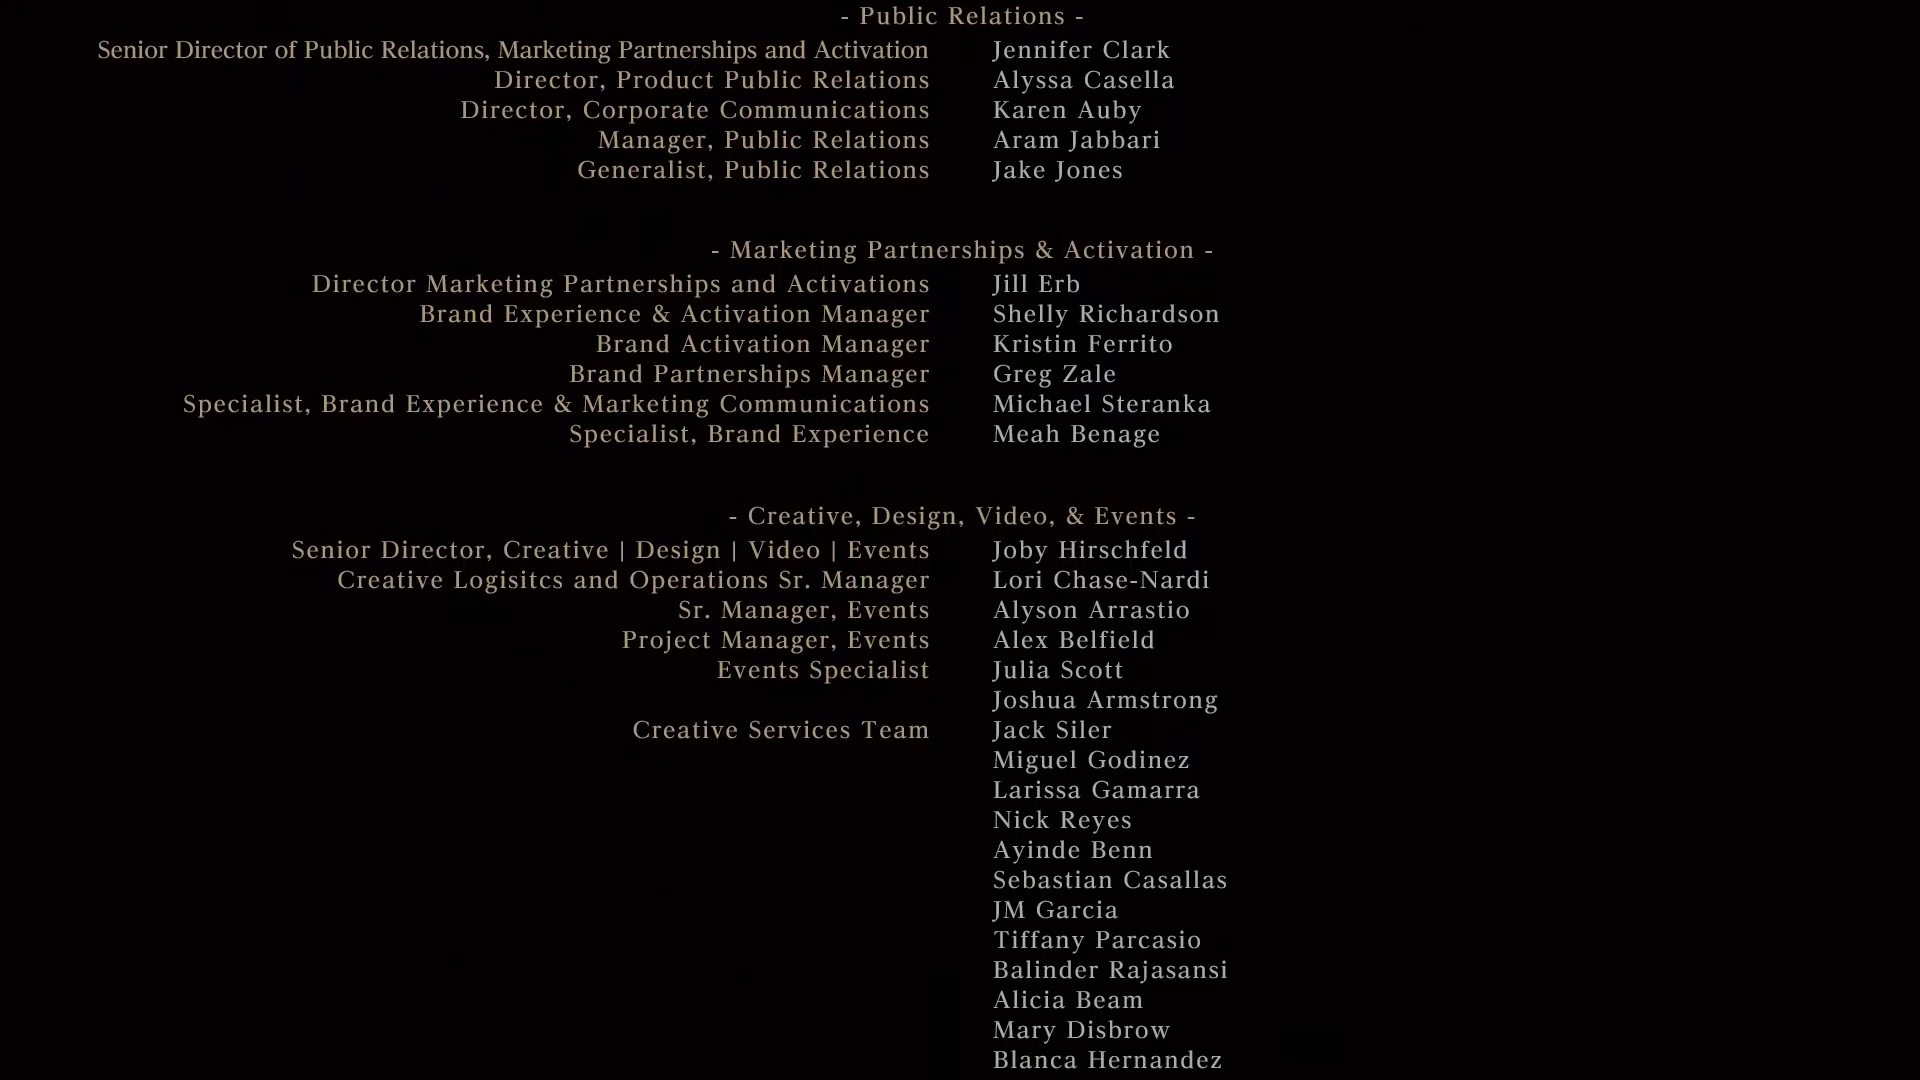 - Public Relations -
Senior Director of Public Relations, Marketing Partnerships and Activation Jennifer Clark
Director, Product Public Relations Alyssa Casella
Director, Corporate Communications Karen Auby
Manager, Public Relations Aram Jabbari
Generalist, Public Relations Jake Jones
- Marketing Partnerships & Activation -
Director Marketing Partnerships and Activations Jill Erb
Brand Experience & Activation Manager Shelly Richardson
Brand Activation Manager Kristin Ferrito
Brand Partnerships Manager Greg Zale
Specialist, Brand Experience & Marketing Communications Michael Steranka
Specialist, Brand Experience Meah Benage
- Creative, Design, Video, & Events -
Senior Director, Creative | Design | Video | Events Joby Hirschfeld
Creative Logisitcs and Operations Sr. Manager Lori Chase-Nardi
Sr. Manager, Events Alyson Arrastio
Project Manager, Events Alex Belfield
Events Specialist Julia Scott
Joshua Armstrong
Creative Services Team Jack Siler
Miguel Godinez
Larissa Gamarra
Nick Reyes
Ayinde Benn
Sebastian Casallas
JM Garcia
Tiffany Parcasio
Balinder Rajasansi
Alicia Beam
Mary Disbrow
Blanca Hernandez